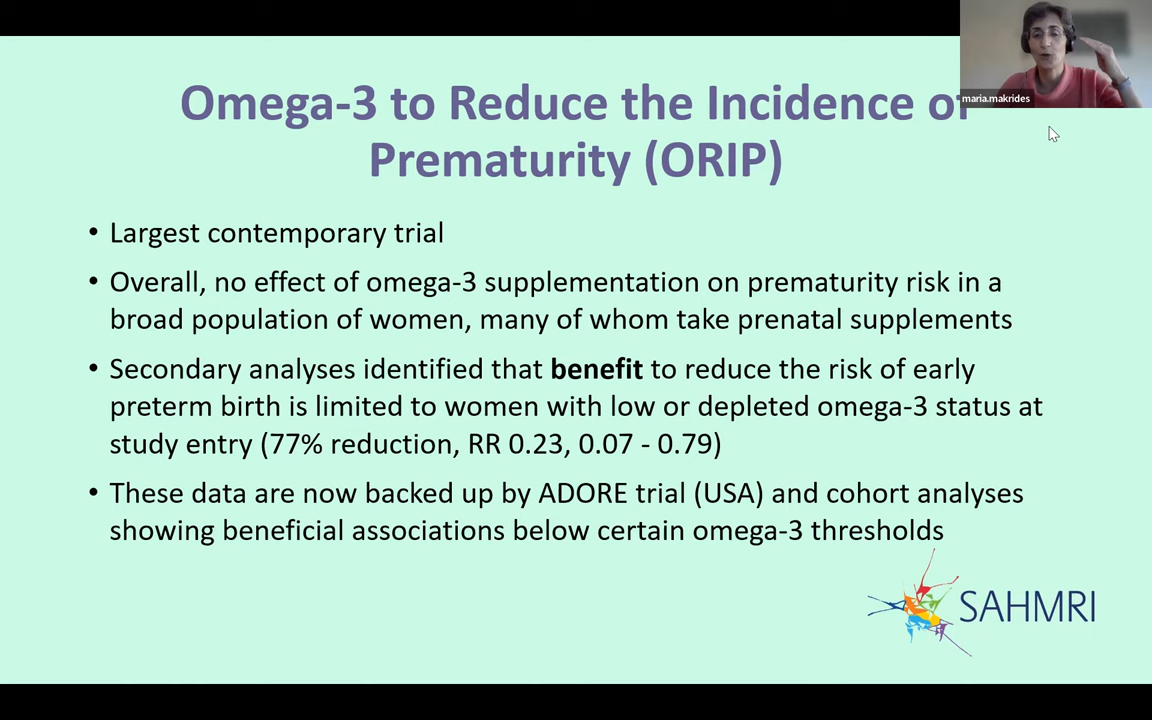 maria.makrides
Omega-3 to Reduce the Incidence of
Prematurity (ORIP)
• Largest contemporary trial
• Overall, no effect of omega-3 supplementation on prematurity risk in a
broad population of women, many of whom take prenatal supplements
• Secondary analyses identified that benefit to reduce the risk of early
preterm birth is limited to women with low or depleted omega-3 status at
study entry (77% reduction, RR 0.23, 0.07 - 0.79)
• These data are now backed up by ADORE trial (USA) and cohort analyses
showing beneficial associations below certain omega-3 thresholds
SAHMRI